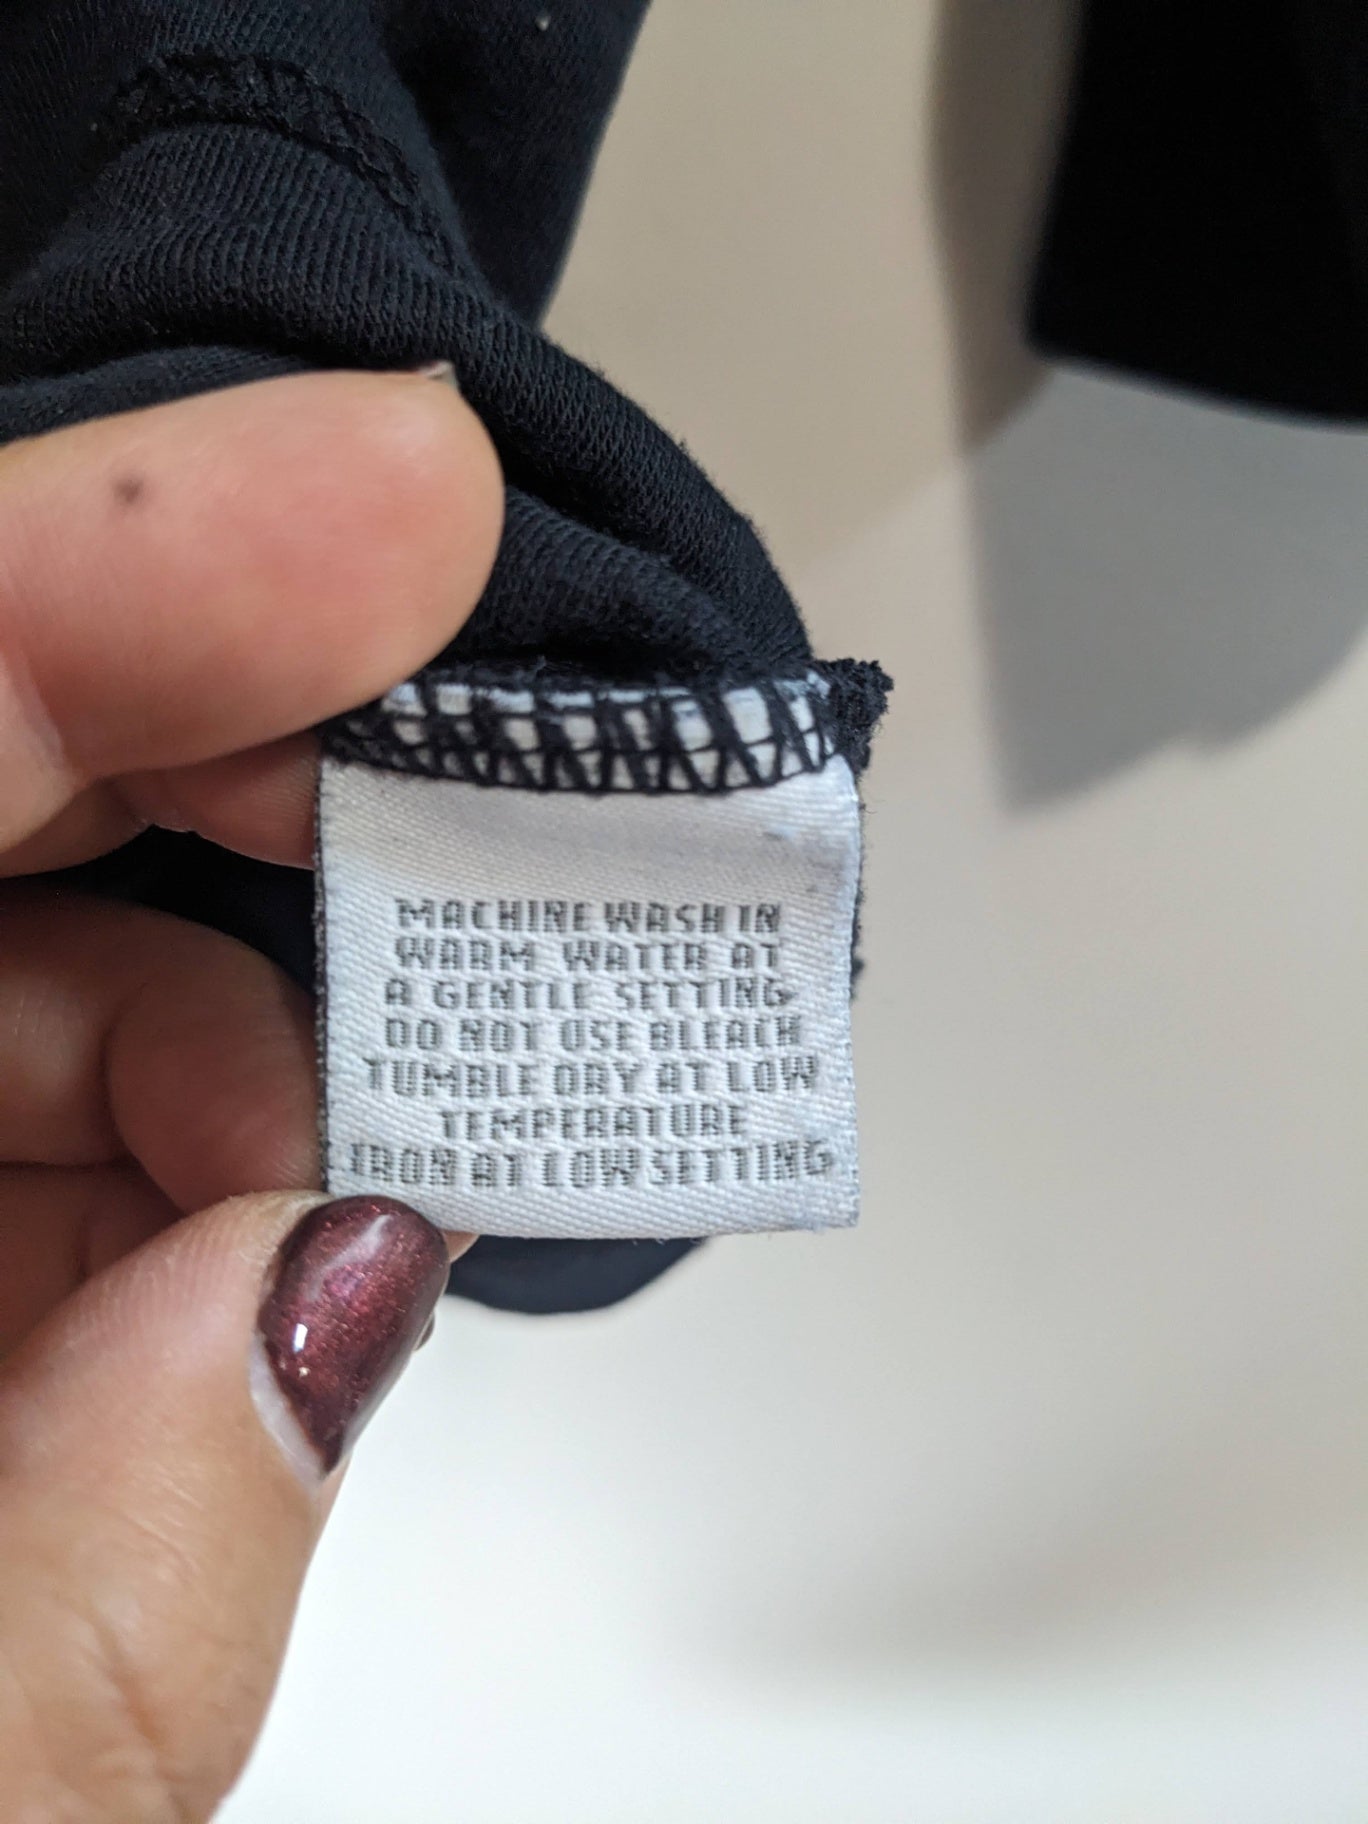 MACHINE WASH IN
WARM WATER AT
A GENTLE SETTING
DO NOT USE BLEACH
TUMBLE DRY AT LOW
TEMPERATURE
IRON AT LOW SETTING